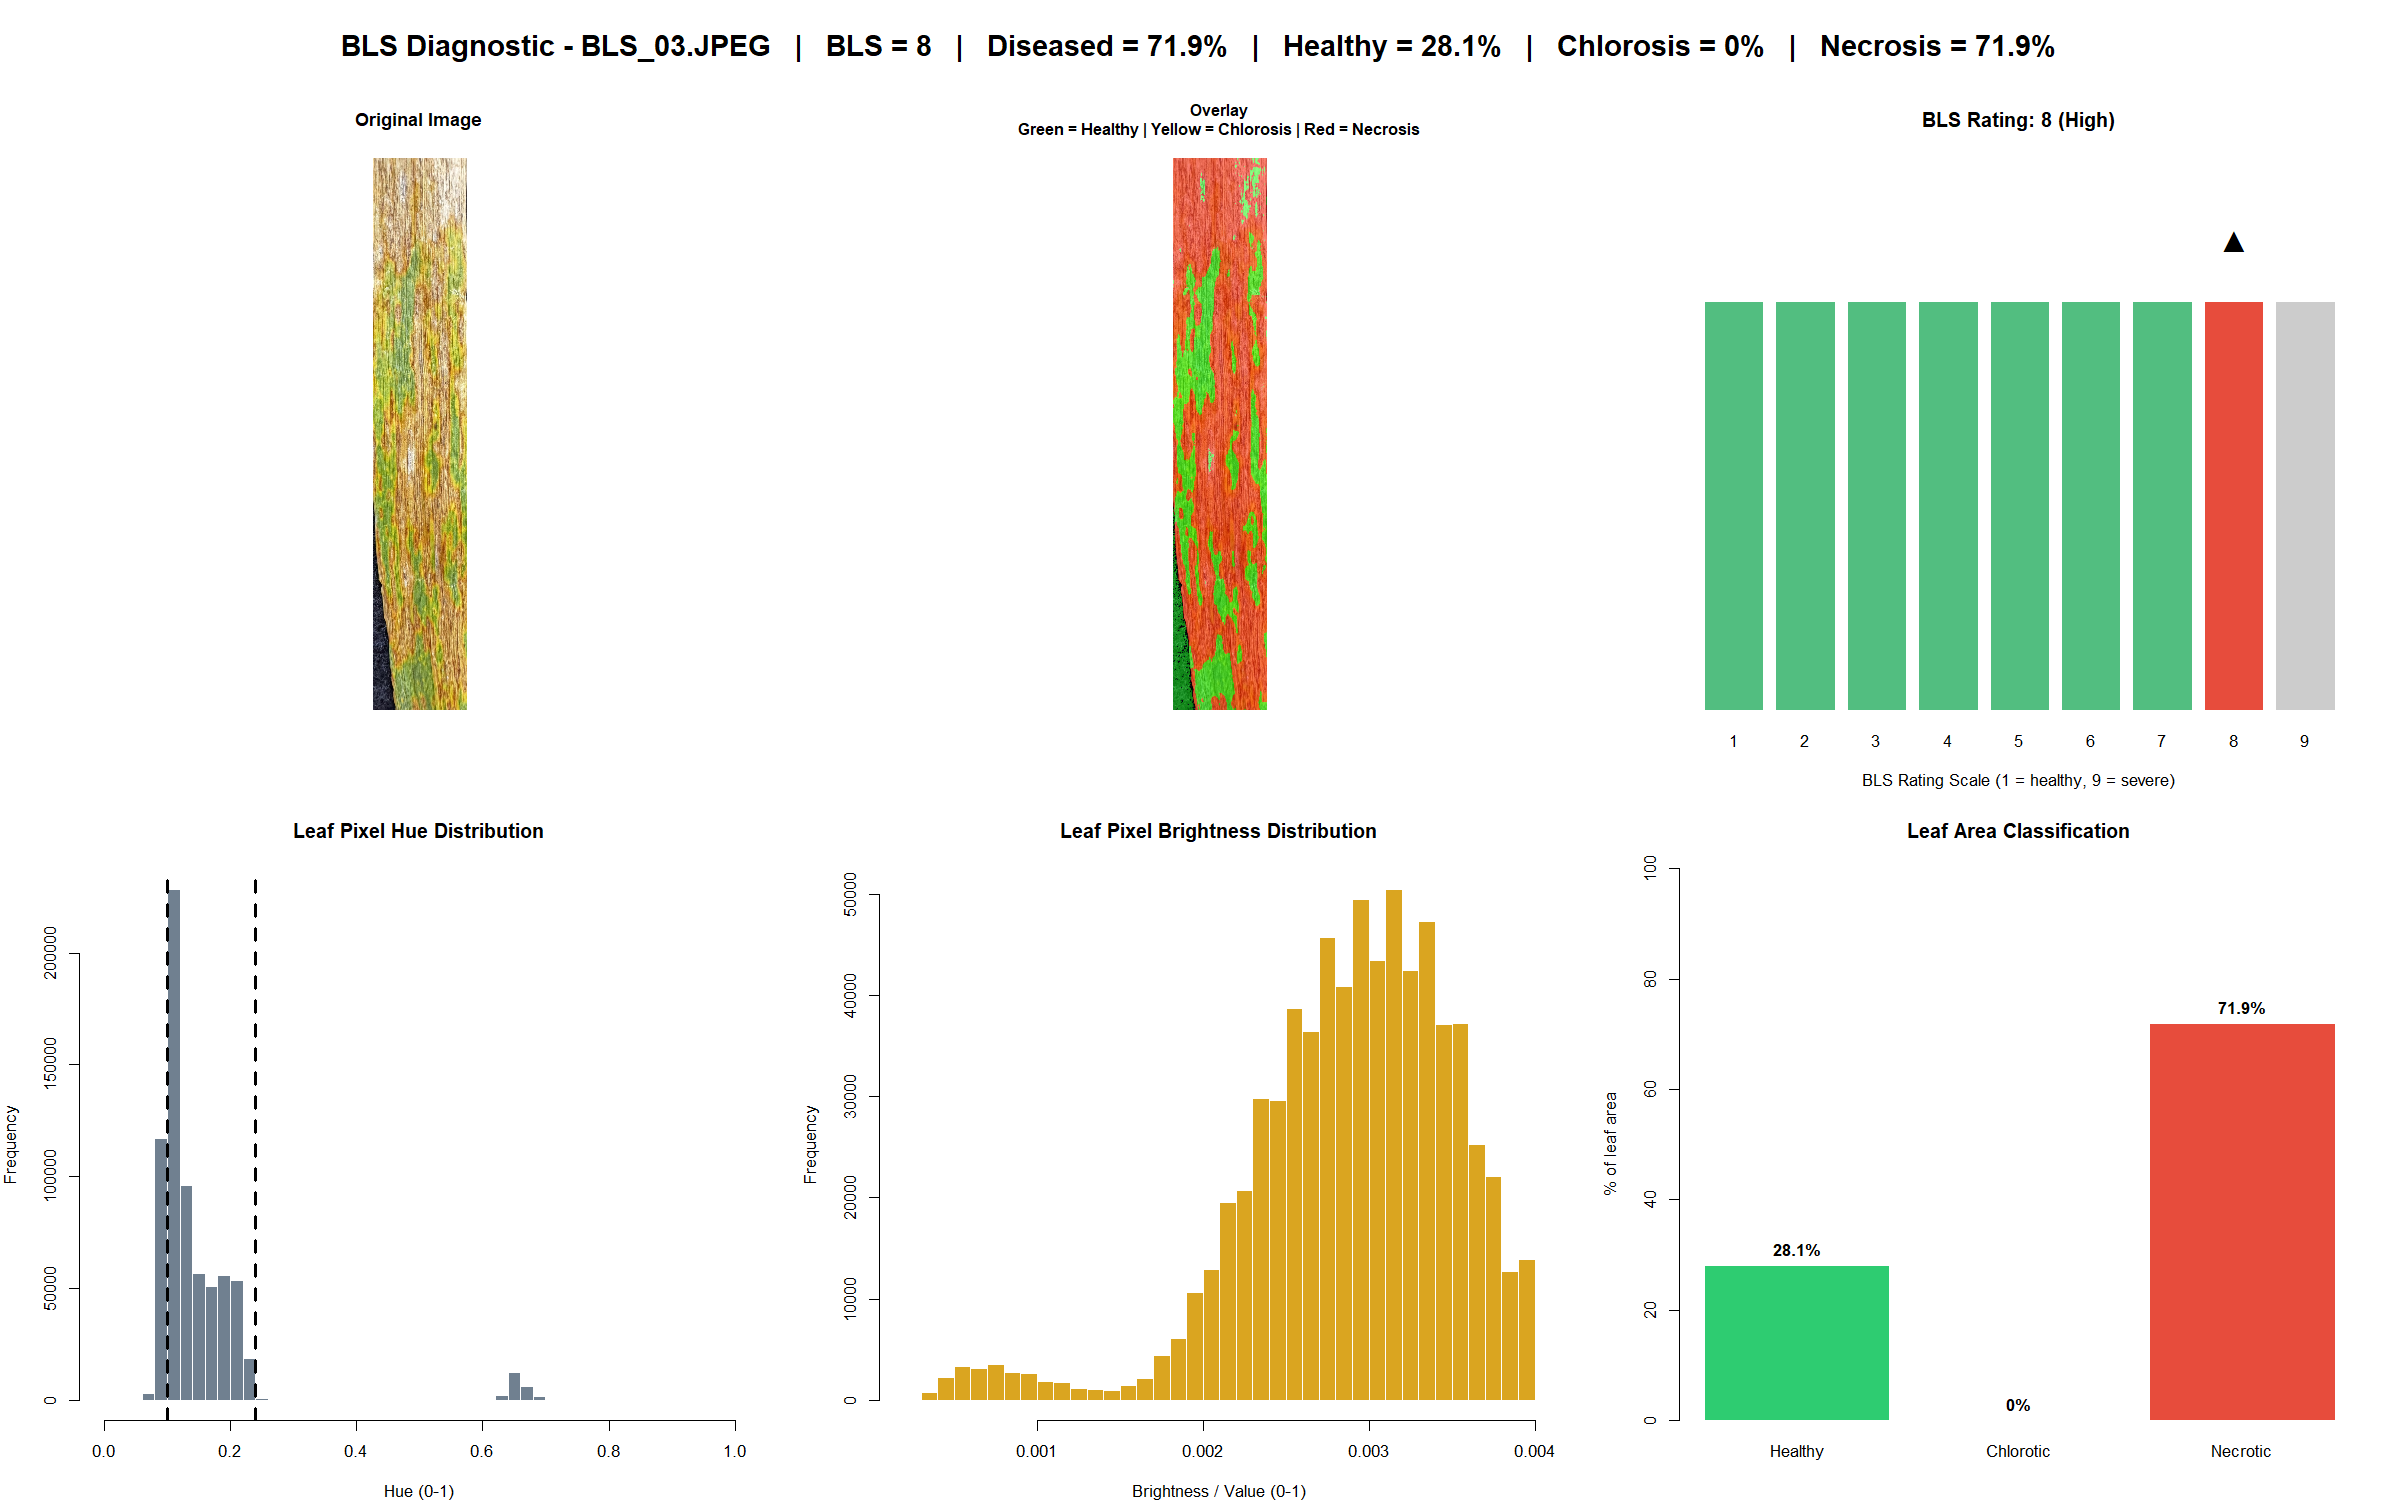 BLS Diagnostic - BLS_03.JPEG | BLS = 8 | Diseased = 71.9% | Healthy = 28.1% | Chlorosis = 0% | Necrosis = 71.9%
Original Image
Overlay
Green = Healthy | Yellow = Chlorosis | Red = Necrosis
BLS Rating: 8 (High)
1 2 3 4 5 6 7 8 9
BLS Rating Scale (1 = healthy, 9 = severe)
Leaf Pixel Hue Distribution
Frequency
200000
150000
100000
50000
0
0.0 0.2 0.4 0.6 0.8 1.0
Hue (0-1)
Leaf Pixel Brightness Distribution
Frequency
50000
40000
30000
20000
10000
0
0.001 0.002 0.003 0.004
Brightness / Value (0-1)
Leaf Area Classification
% of leaf area
100
80
60
40
20
0
28.1%
0%
71.9%
Healthy Chlorotic Necrotic